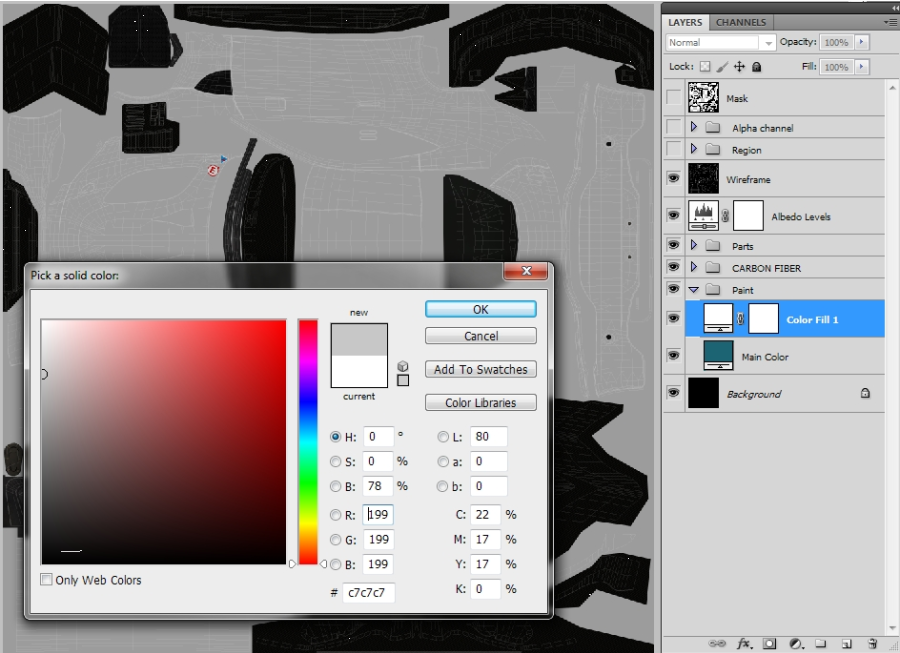 LAYERS CHANNELS
Normal Opacity: 100%
Lock: Fill: 100%
Mask
Alpha channel
Region
Wireframe
Albedo Levels
Parts
CARBON FIBER
Paint
Color Fill 1
Main Color
Background
fx.
Pick a solid color:
new
current
OK
Cancel
Add To Swatches
Color Libraries
H: 0 ° L: 80
S: 0 % a: 0
B: 78 % b: 0
R: 199 C: 22 %
G: 199 M: 17 %
B: 199 Y: 17 %
# c7c7c7 K: 0 %
Only Web Colors